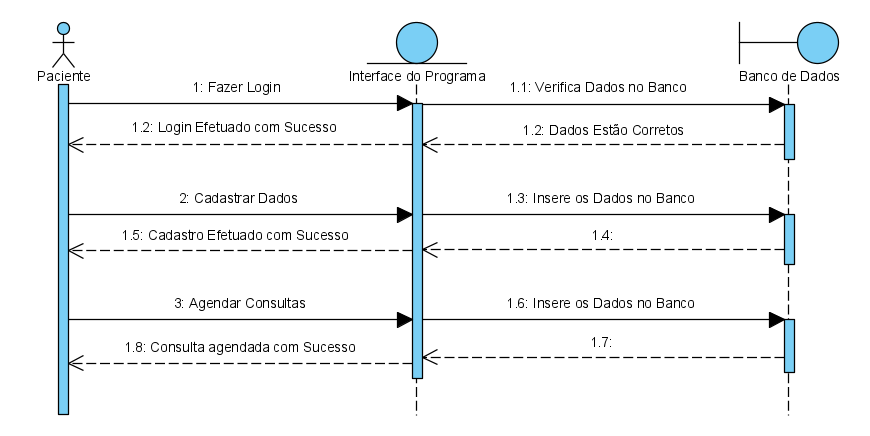 Paciente
Interface do Programa
Banco de Dados
1: Fazer Login
1.1: Verifica Dados no Banco
1.2: Login Efetuado com Sucesso
1.2: Dados Estão Corretos
2: Cadastrar Dados
1.3: Insere os Dados no Banco
1.5: Cadastro Efetuado com Sucesso
1.4:
3: Agendar Consultas
1.6: Insere os Dados no Banco
1.8: Consulta agendada com Sucesso
1.7: